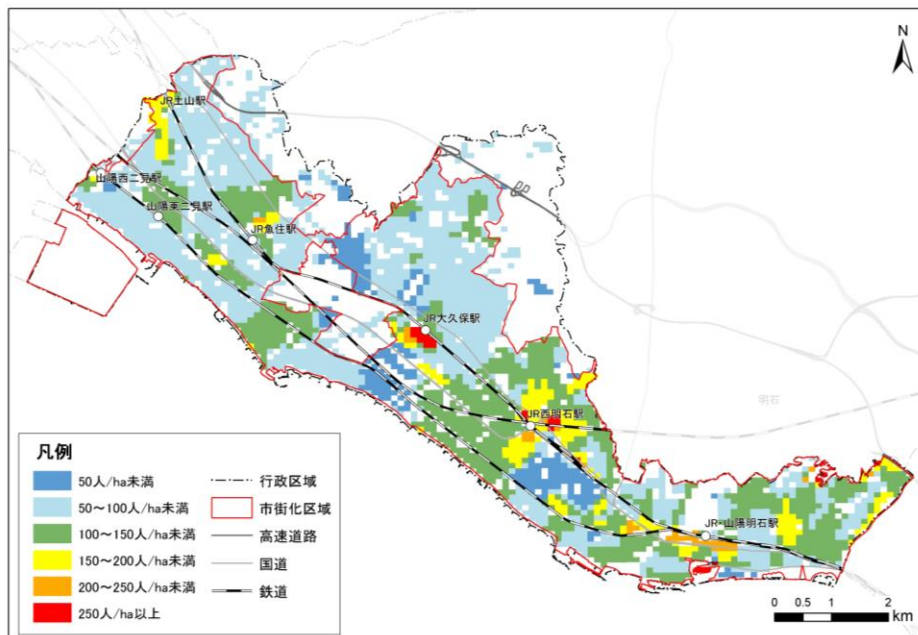 N
JR土山駅
山陽西二見駅
山陽東二見駅
JR魚住駅
JR大久保駅
明石
JR西明石駅
JR・山陽明石駅
凡例
50人/ha未満
50～100人/ha未満
100～150人/ha未満
150～200人/ha未満
200～250人/ha未満
250人/ha以上
行政区域
市街化区域
高速道路
国道
鉄道
0 0.5 1 2
km